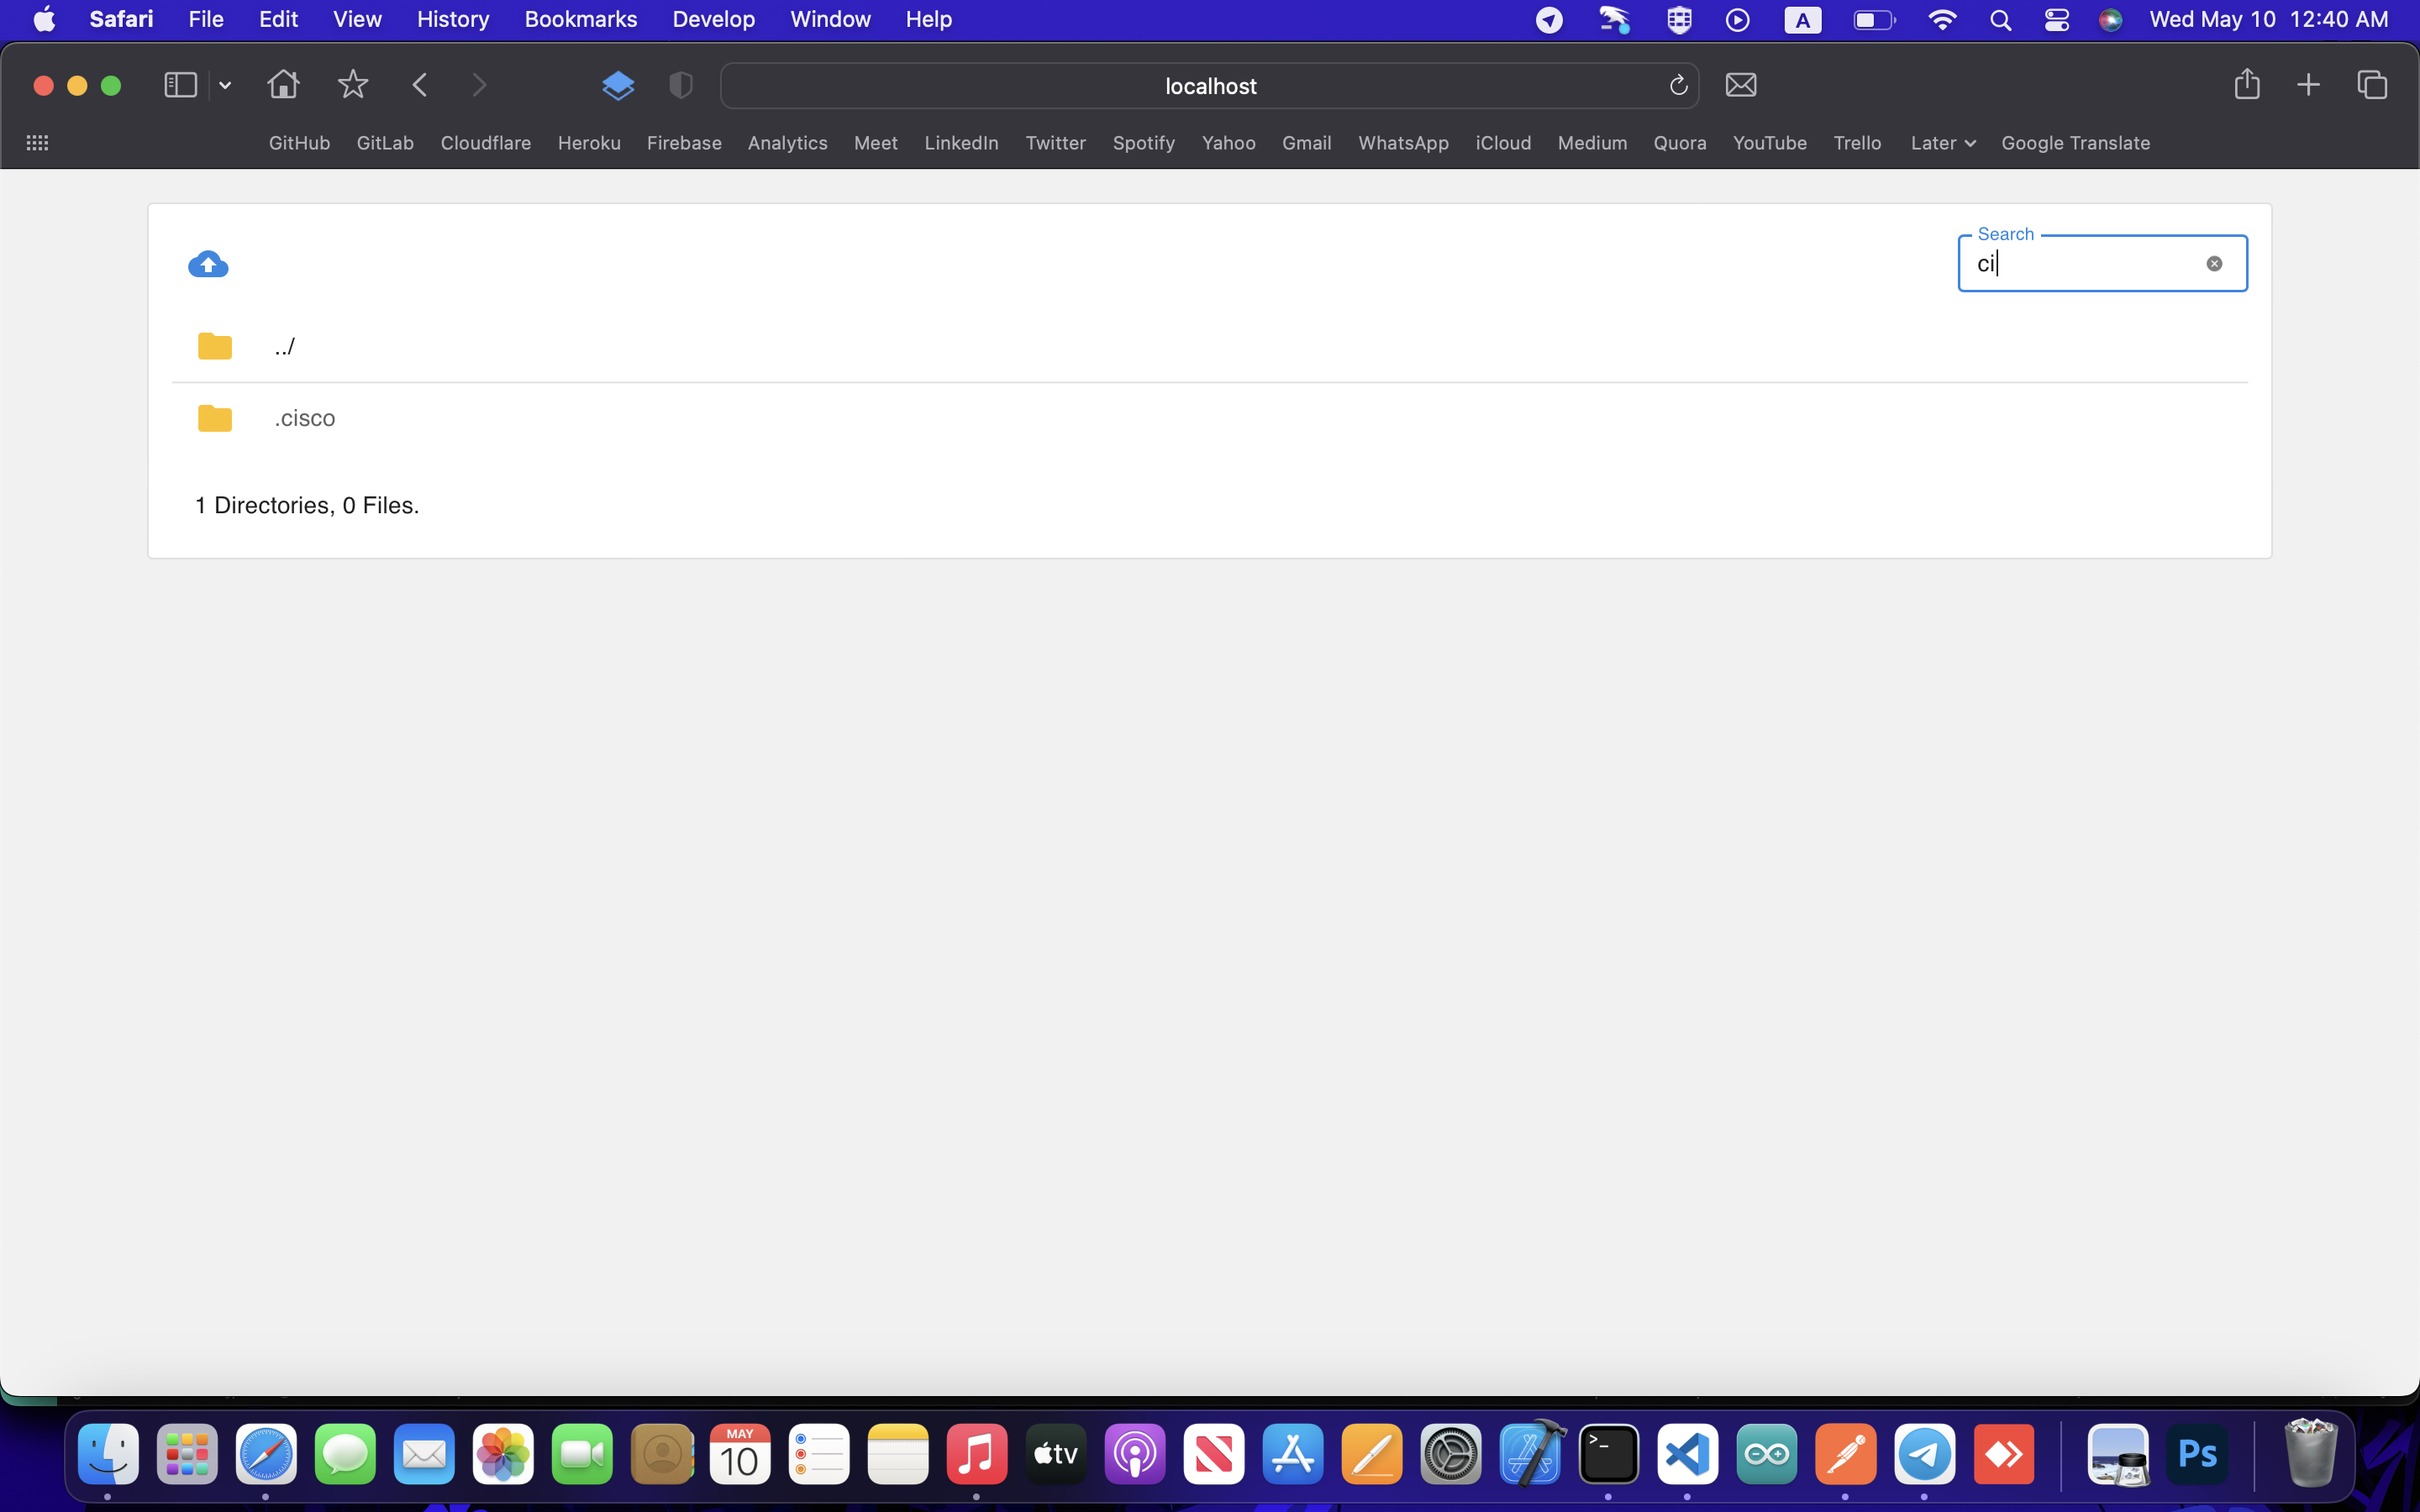 Safari File Edit View History Bookmarks Develop Window Help A Wed May 10 12:40 AM
localhost
GitHub GitLab Cloudflare Heroku Firebase Analytics Meet LinkedIn Twitter Spotify Yahoo Gmail WhatsApp iCloud Medium Quora YouTube Trello Later Google Translate
Search
ci
../
.cisco
1 Directories, 0 Files.
MAY
10
tv
>_
Ps